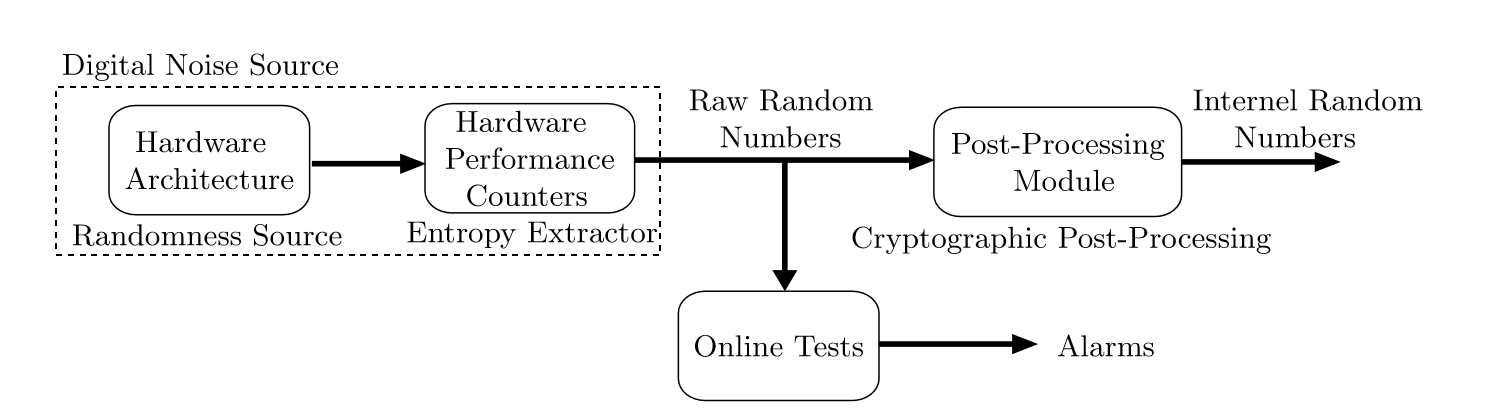 Digital Noise Source
Hardware
Architecture
Randomness Source
Hardware
Performance
Counters
Entropy Extractor
Raw Random
Numbers
Post-Processing
Module
Cryptographic Post-Processing
Internel Random
Numbers
Online Tests
Alarms